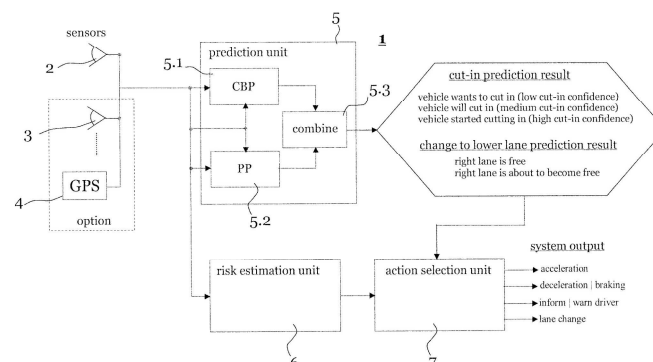 sensors
2
3
GPS
4
option
5
prediction unit
5.1
CBP
5.3
combine
PP
5.2
1
cut-in prediction result
vehicle wants to cut in (low cut-in confidence)
vehicle will cut in (medium cut-in confidence)
vehicle started cutting in (high cut-in confidence)
change to lower lane prediction result
right lane is free
right lane is about to become free
risk estimation unit
6
action selection unit
7
system output
acceleration
deceleration | braking
inform | warn driver
lane change